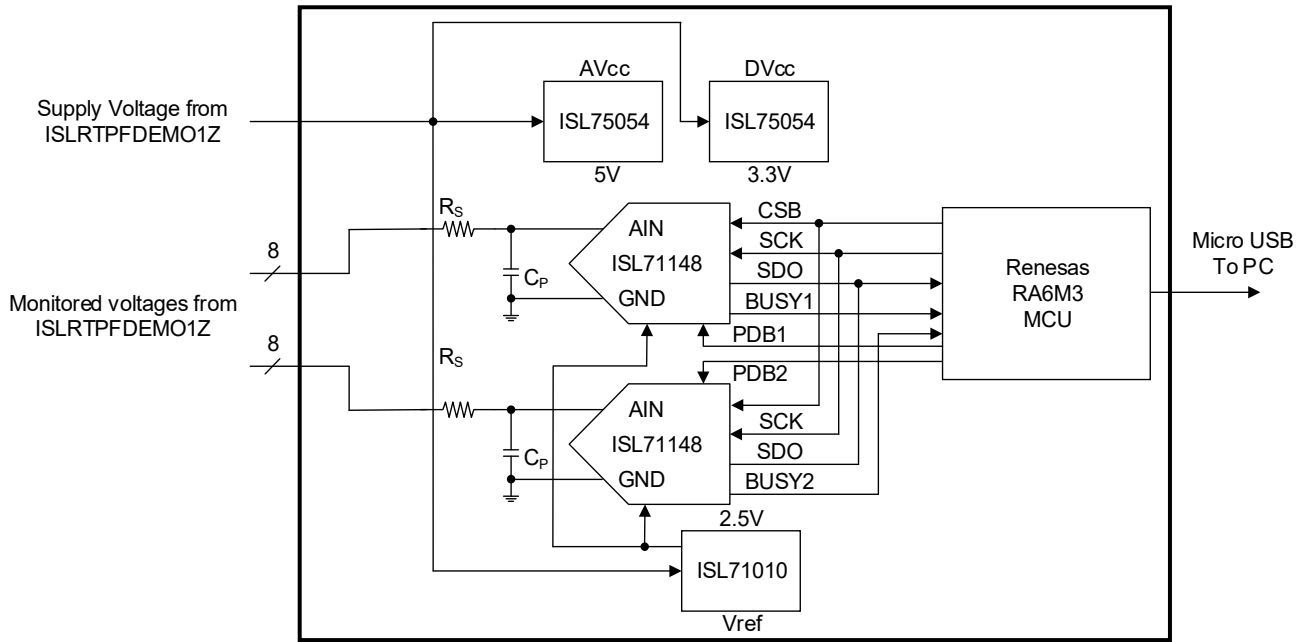 AVcc
DVcc
Supply Voltage from
ISLRTPFDEMO1Z
ISL75054
ISL75054
5V
3.3V
RS
CSB
AIN
SCK
8
ISL71148
SDO
CP
GND
BUSY1
Renesas
RA6M3
MCU
Micro USB
To PC
Monitored voltages from
ISLRTPFDEMO1Z
PDB1
8
RS
PDB2
AIN
SCK
ISL71148
SDO
CP
GND
BUSY2
2.5V
ISL71010
Vref